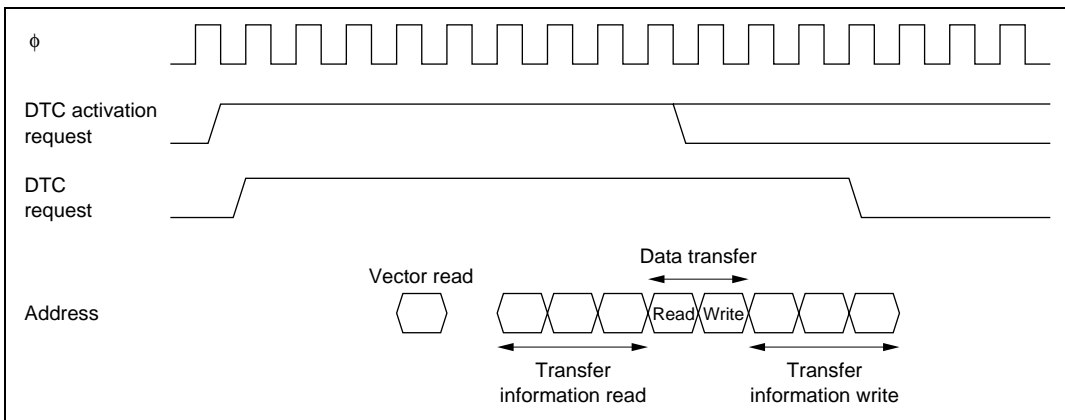 ϕ
DTC activation
request
DTC
request
Data transfer
Vector read
Address
Read Write
Transfer
information read
Transfer
information write